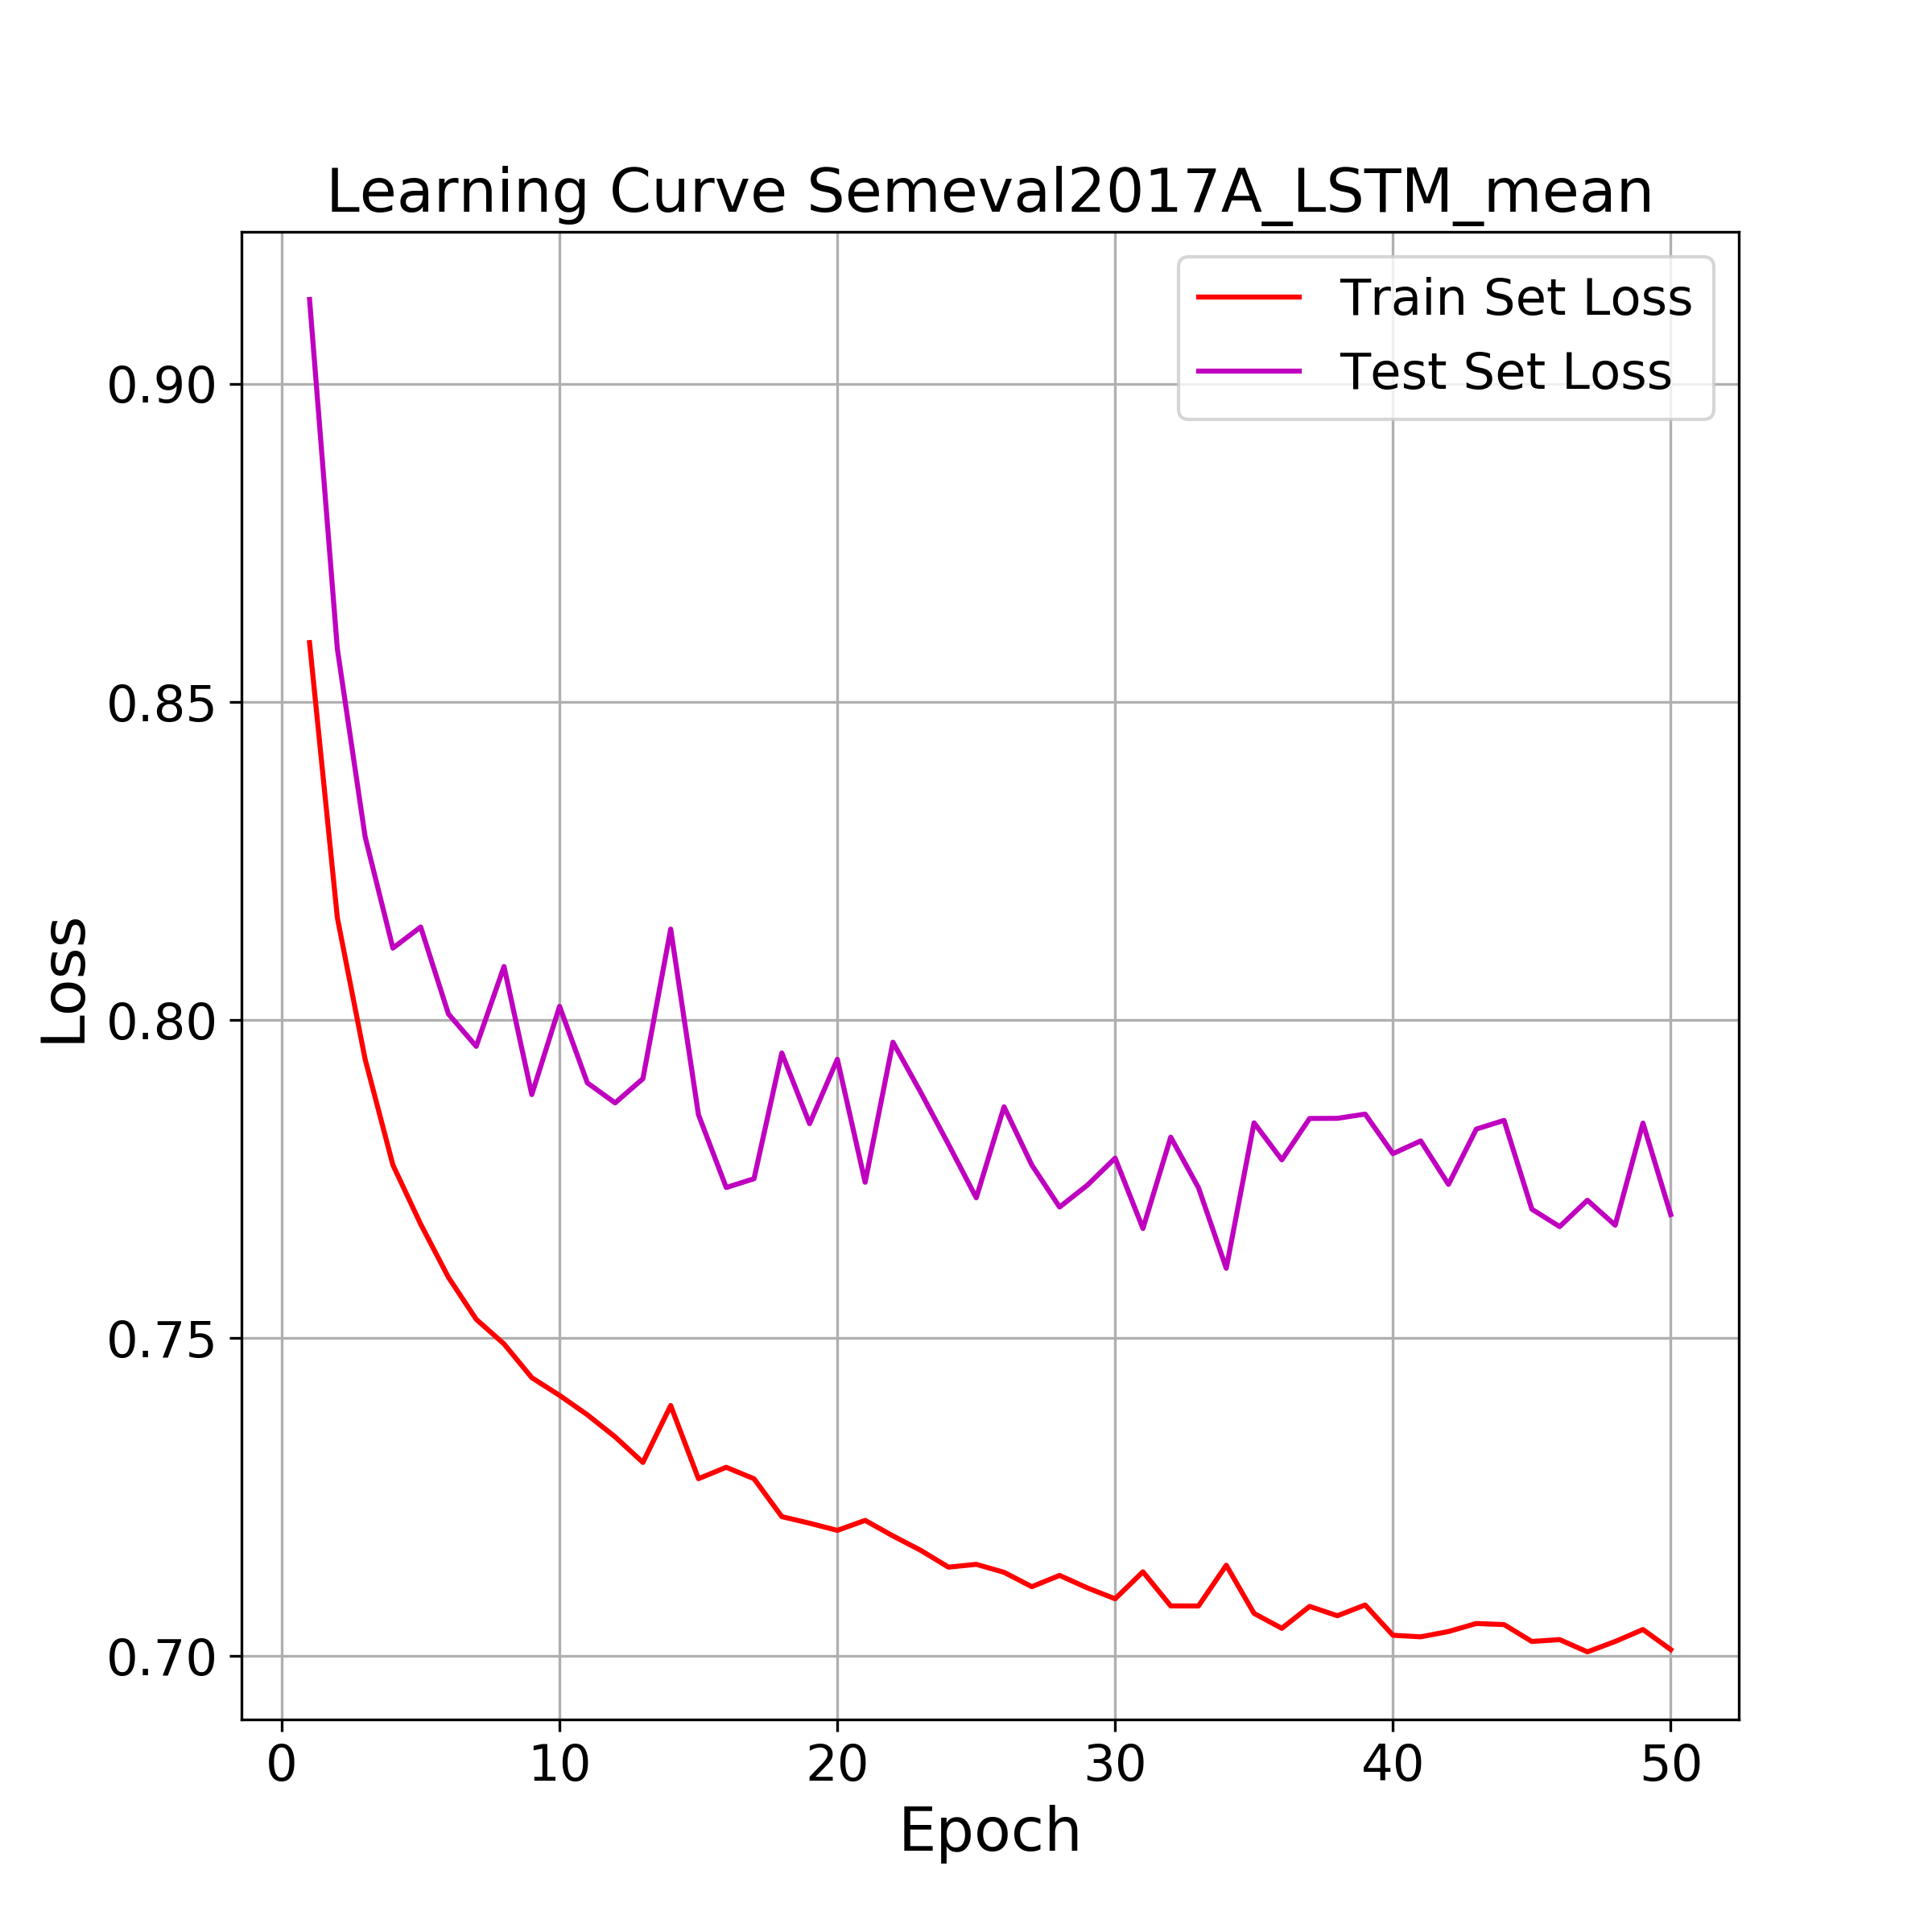 Learning Curve Semeval2017A_LSTM_mean
Train Set Loss
Test Set Loss
0.90
0.85
0.80
0.75
0.70
Loss
0 10 20 30 40 50
Epoch